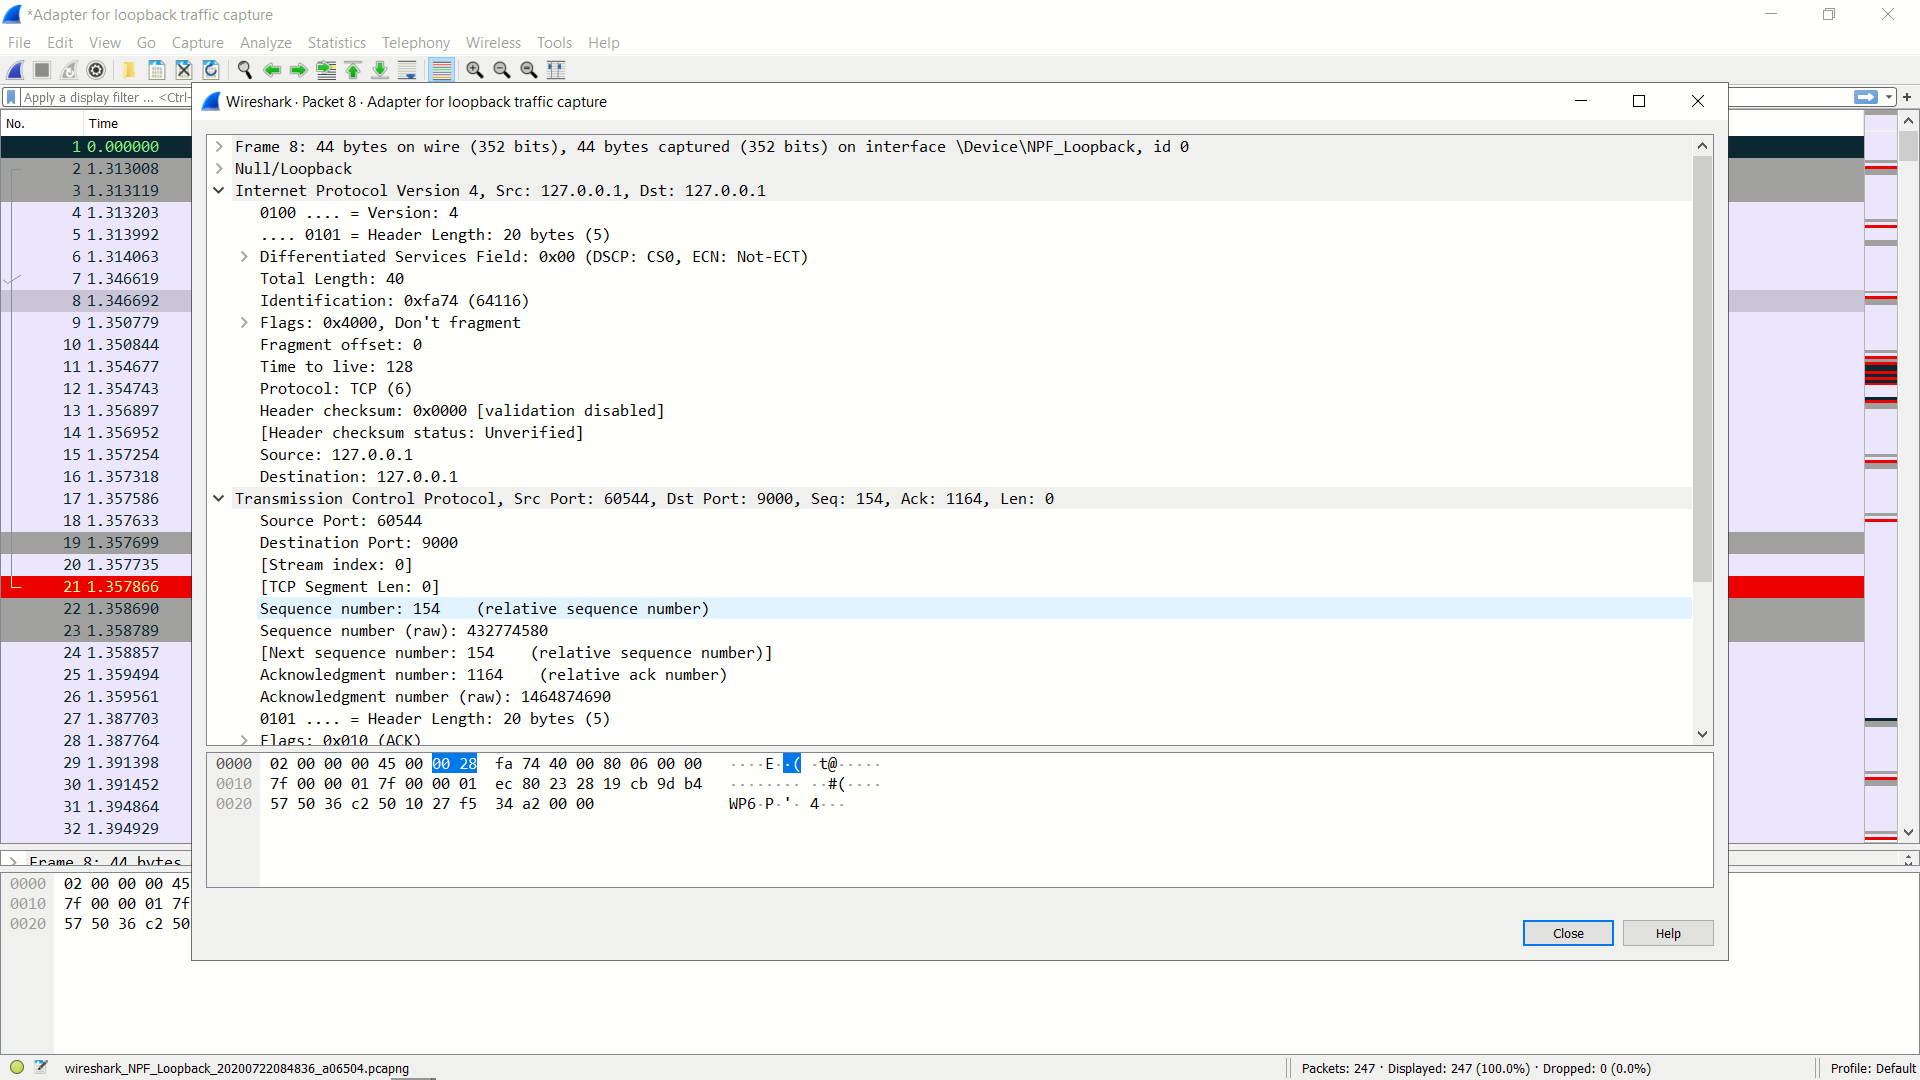 *Adapter for loopback traffic capture
File Edit View Go Capture Analyze Statistics Telephony Wireless Tools Help
Apply a display filter ... <Ctrl-
Wireshark · Packet 8 · Adapter for loopback traffic capture
No. Time
1 0.000000
2 1.313008
3 1.313119
4 1.313203
5 1.313992
6 1.314063
7 1.346619
8 1.346692
9 1.350779
10 1.350844
11 1.354677
12 1.354743
13 1.356897
14 1.356952
15 1.357254
16 1.357318
17 1.357586
18 1.357633
19 1.357699
20 1.357735
21 1.357866
22 1.358690
23 1.358789
24 1.358857
25 1.359494
26 1.359561
27 1.387703
28 1.387764
29 1.391398
30 1.391452
31 1.394864
32 1.394929
Frame 8: 44 bytes on wire (352 bits), 44 bytes captured (352 bits) on interface \Device\NPF_Loopback, id 0
Null/Loopback
Internet Protocol Version 4, Src: 127.0.0.1, Dst: 127.0.0.1
0100 .... = Version: 4
.... 0101 = Header Length: 20 bytes (5)
Differentiated Services Field: 0x00 (DSCP: CS0, ECN: Not-ECT)
Total Length: 40
Identification: 0xfa74 (64116)
Flags: 0x4000, Don't fragment
Fragment offset: 0
Time to live: 128
Protocol: TCP (6)
Header checksum: 0x0000 [validation disabled]
[Header checksum status: Unverified]
Source: 127.0.0.1
Destination: 127.0.0.1
Transmission Control Protocol, Src Port: 60544, Dst Port: 9000, Seq: 154, Ack: 1164, Len: 0
Source Port: 60544
Destination Port: 9000
[Stream index: 0]
[TCP Segment Len: 0]
Sequence number: 154    (relative sequence number)
Sequence number (raw): 432774580
[Next sequence number: 154    (relative sequence number)]
Acknowledgment number: 1164    (relative ack number)
Acknowledgment number (raw): 1464874690
0101 .... = Header Length: 20 bytes (5)
Flags: 0x010 (ACK)
0000 02 00 00 00 45 00 00 28 fa 74 40 00 80 06 00 00 ····E··( ·t@·····
0010 7f 00 00 01 7f 00 00 01 ec 80 23 28 19 cb 9d b4 ········ ··#(····
0020 57 50 36 c2 50 10 27 f5 34 a2 00 00 WP6·P·'· 4···
Close Help
Frame 8: 44 bytes
0000 02 00 00 00 45
0010 7f 00 00 01 7f
0020 57 50 36 c2 50
wireshark_NPF_Loopback_20200722084836_a06504.pcapng
Packets: 247 · Displayed: 247 (100.0%) · Dropped: 0 (0.0%)
Profile: Default